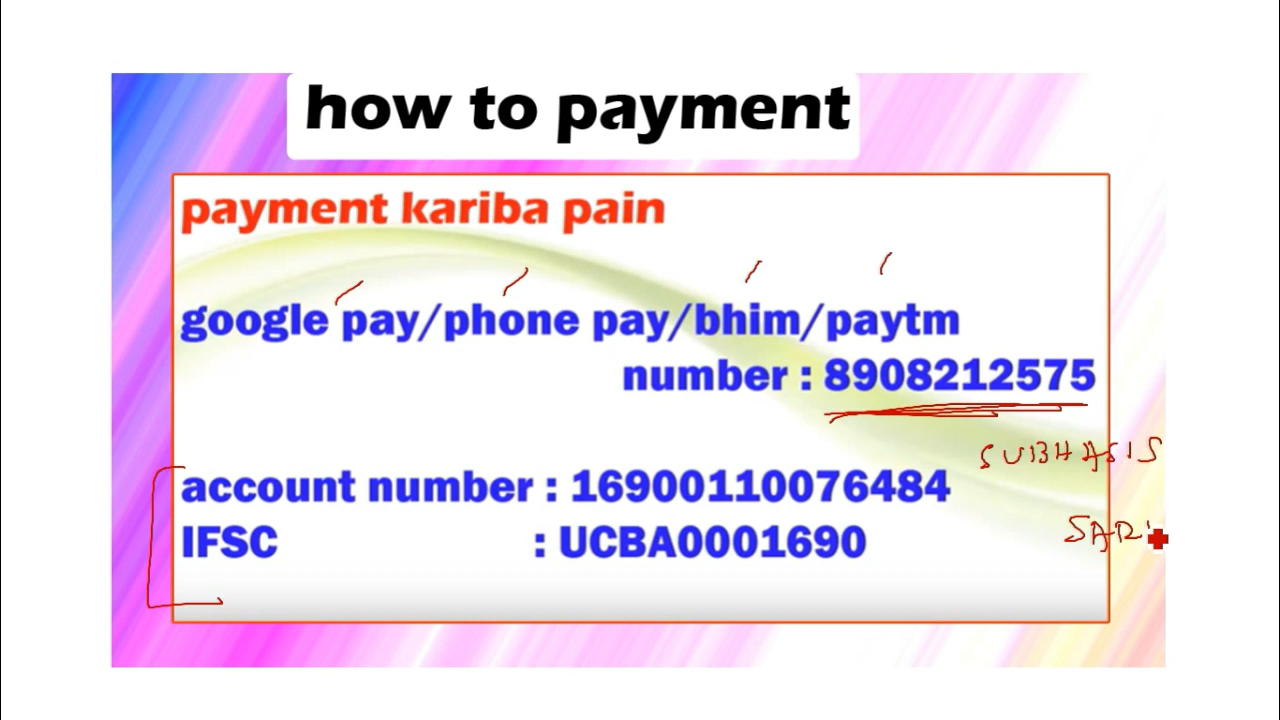 how to payment
payment kariba pain
google pay/phone pay/bhim/paytm
number : 8908212575
SUBHASIS
account number : 16900110076484
IFSC : UCBA0001690
SAR